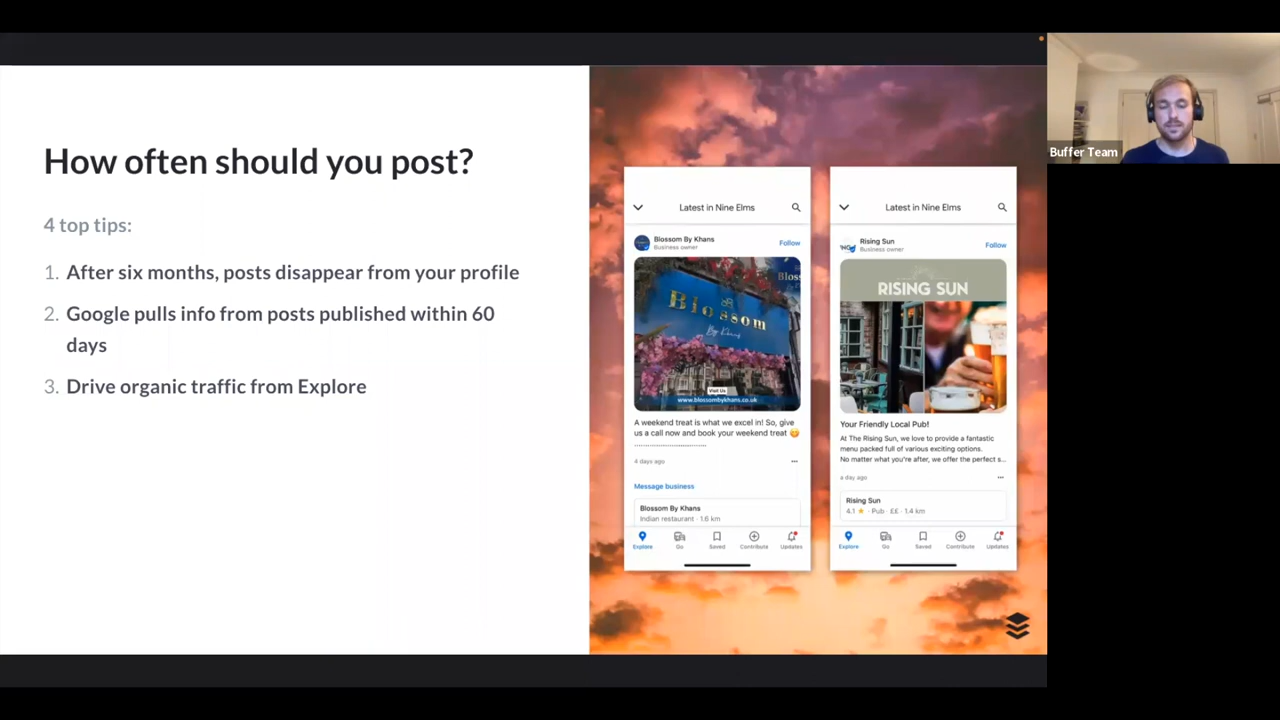 How often should you post?
4 top tips:
1. After six months, posts disappear from your profile
2. Google pulls info from posts published within 60
days
3. Drive organic traffic from Explore
Latest in Nine Elms
Blossom By Khans
Business owner
Follow
Blos
Blossom
By Khans
Visit Us
www.blossombykhans.co.uk
A weekend treat is what we excel in! So, give
us a call now and book your weekend treat 😋
.....................................
4 days ago
Message business
Blossom By Khans
Indian restaurant · 1.6 km
Explore Go Saved Contribute Updates
Latest in Nine Elms
Rising Sun
Business owner
Follow
RISING SUN
Your Friendly Local Pub!
At The Rising Sun, we love to provide a fantastic
menu packed full of various exciting options.
No matter what you're after, we offer the perfect s...
a day ago
Rising Sun
4.1 ★ · Pub · ££ · 1.4 km
Explore Go Saved Contribute Updates
Buffer Team